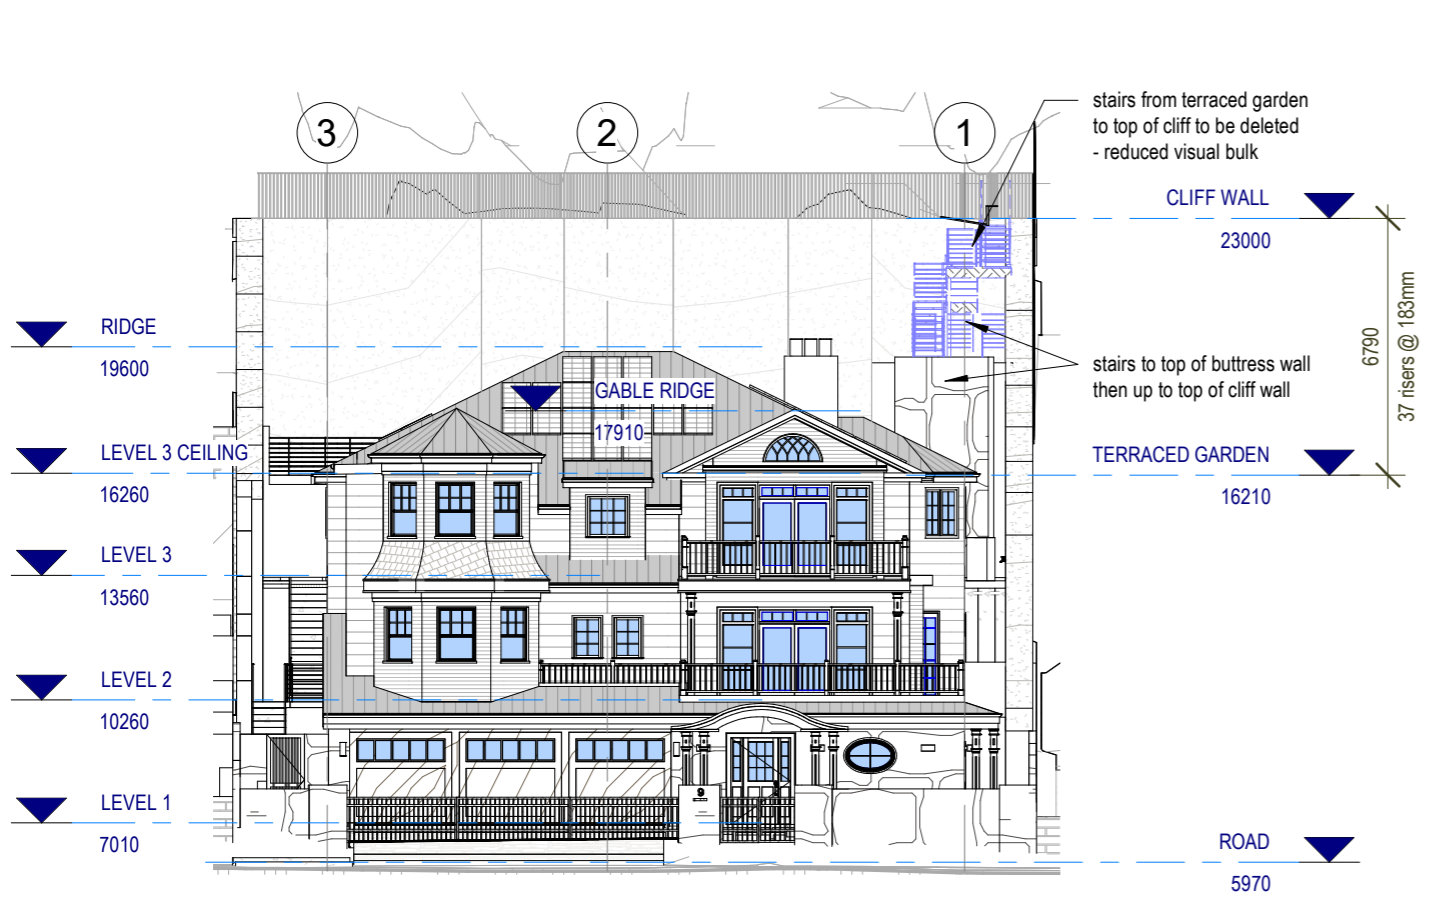 3
2
1
stairs from terraced garden
to top of cliff to be deleted
- reduced visual bulk
CLIFF WALL
23000
RIDGE
19600
6790
37 risers @ 183mm
stairs to top of buttress wall
then up to top of cliff wall
GABLE RIDGE
17910
LEVEL 3 CEILING
16260
TERRACED GARDEN
16210
LEVEL 3
13560
LEVEL 2
10260
LEVEL 1
7010
9
ROAD
5970